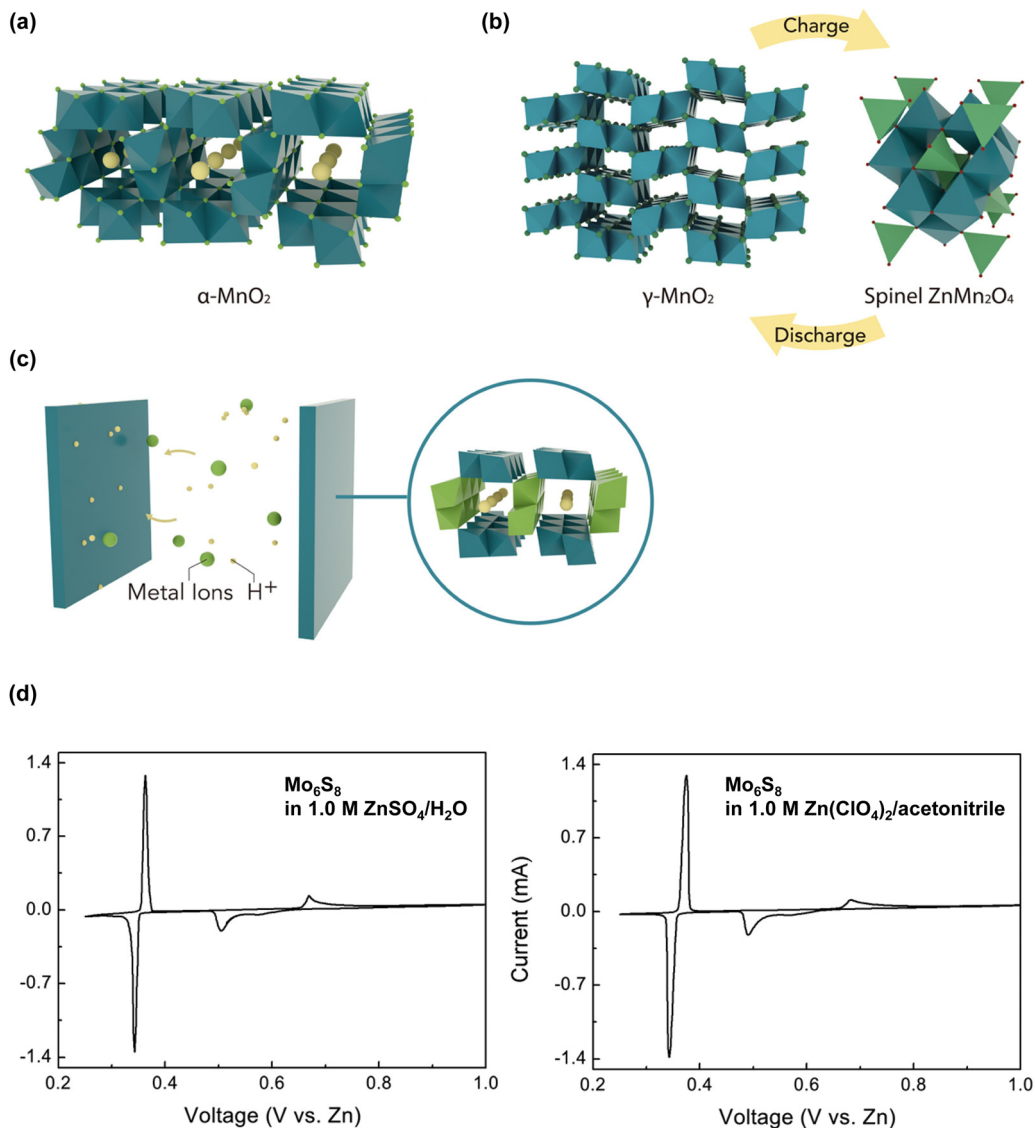 (a)
α-MnO₂
(b)
Charge
γ-MnO₂
Spinel ZnMn₂O₄
Discharge
(c)
Metal Ions
H⁺
(d)
1.4
0.7
0.0
-0.7
-1.4
Mo₆S₈
in 1.0 M ZnSO₄/H₂O
0.2
0.4
0.6
0.8
1.0
Voltage (V vs. Zn)
Current (mA)
1.4
0.7
0.0
-0.7
-1.4
Mo₆S₈
in 1.0 M Zn(ClO₄)₂/acetonitrile
0.2
0.4
0.6
0.8
1.0
Voltage (V vs. Zn)